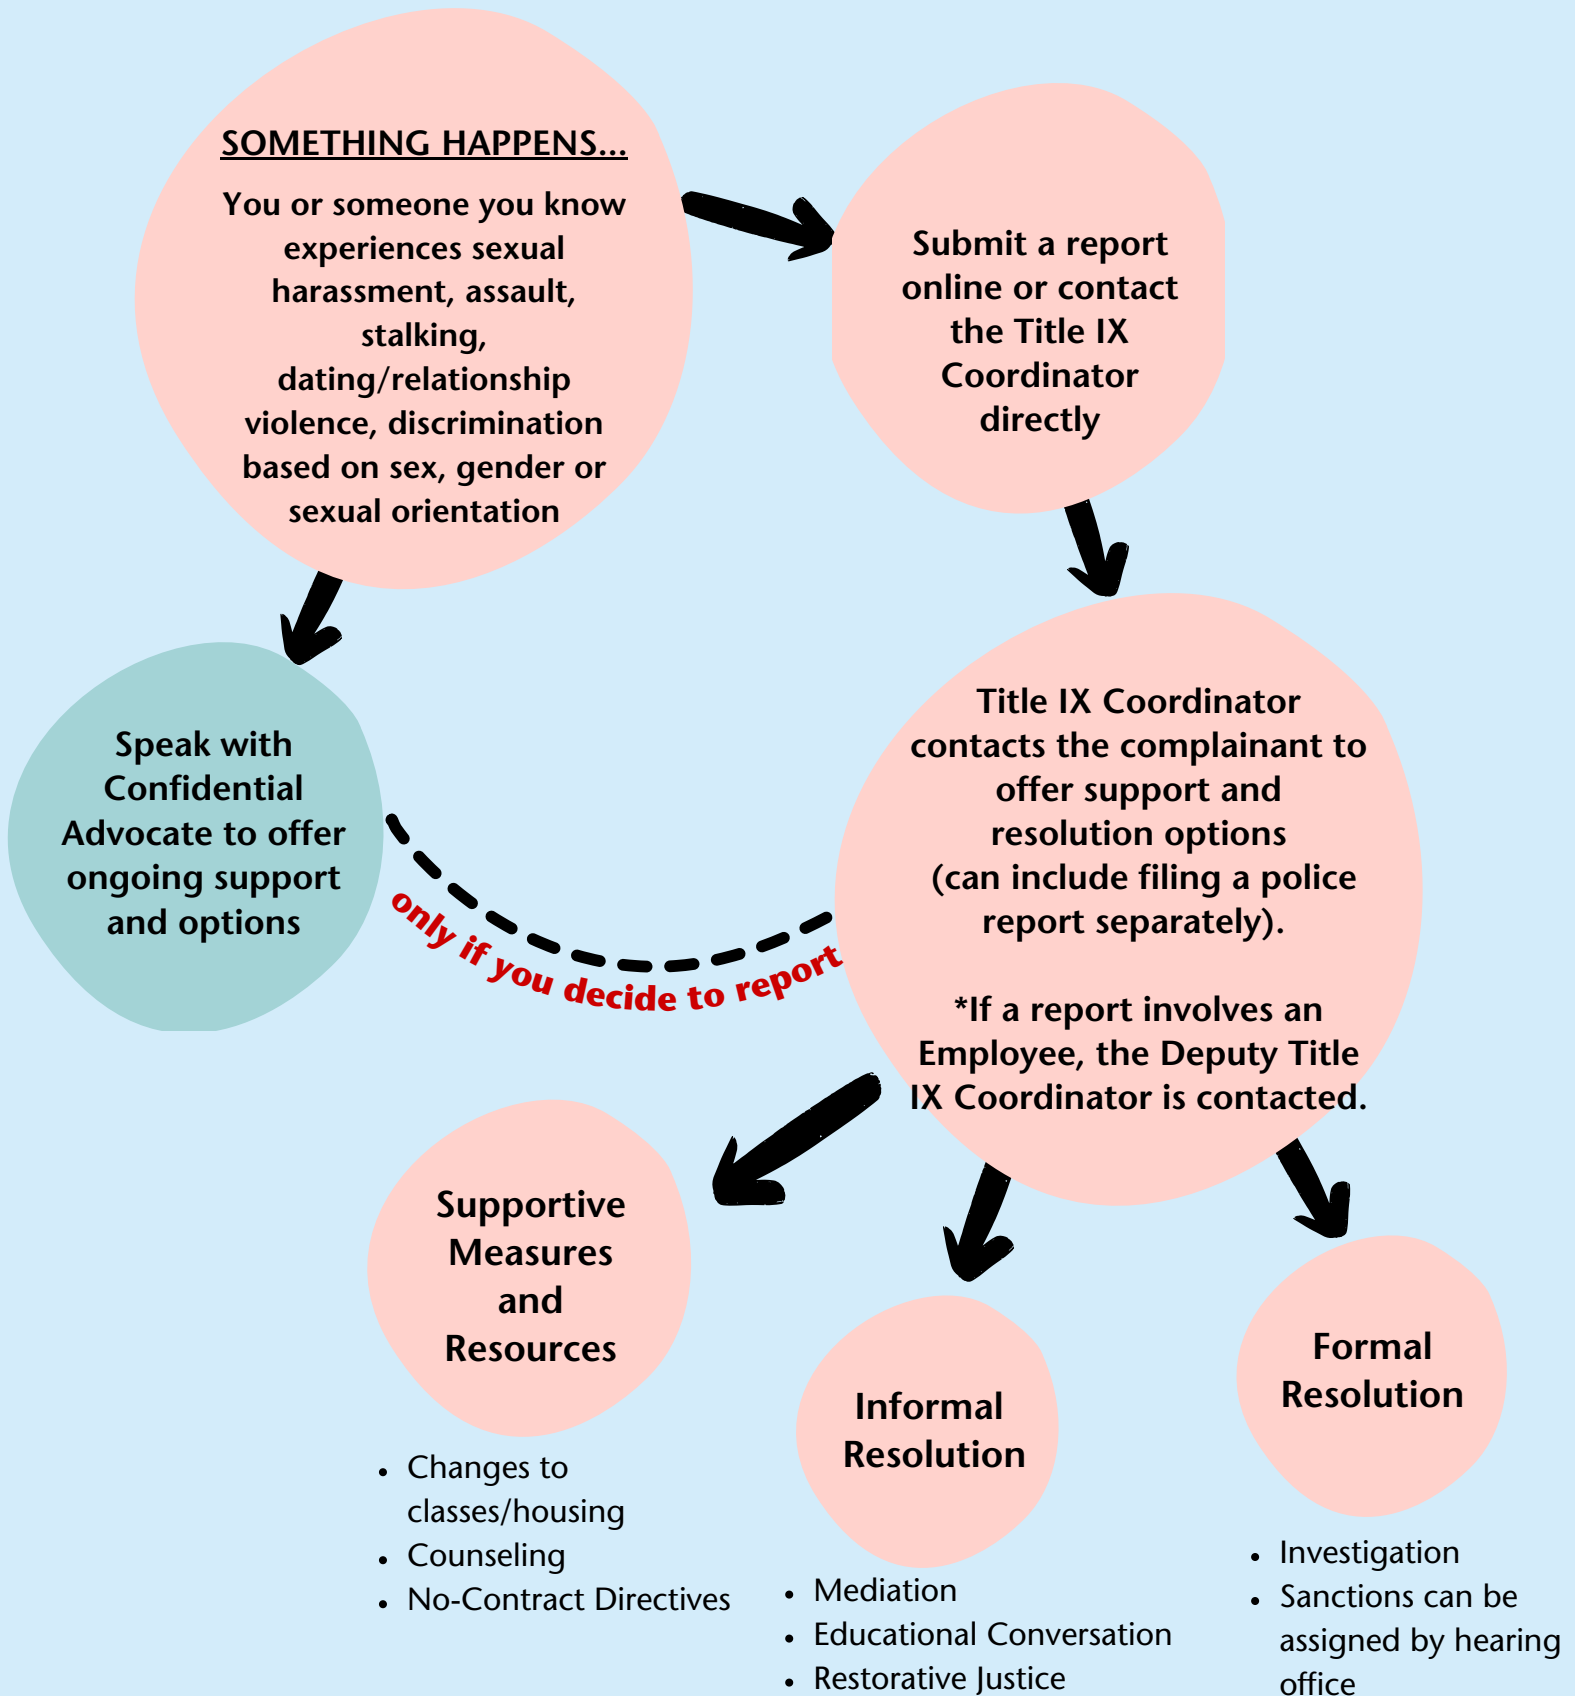 SOMETHING HAPPENS...
You or someone you know
experiences sexual
harassment, assault,
stalking,
dating/relationship
violence, discrimination
based on sex, gender or
sexual orientation
Submit a report
online or contact
the Title IX
Coordinator
directly
Speak with
Confidential
Advocate to offer
ongoing support
and options
only if you decide to report
Title IX Coordinator
contacts the complainant to
offer support and
resolution options
(can include filing a police
report separately).
*If a report involves an
Employee, the Deputy Title
IX Coordinator is contacted.
Supportive
Measures
and
Resources
• Changes to
classes/housing
• Counseling
• No-Contract Directives
Informal
Resolution
• Mediation
• Educational Conversation
• Restorative Justice
Formal
Resolution
• Investigation
• Sanctions can be
assigned by hearing
office